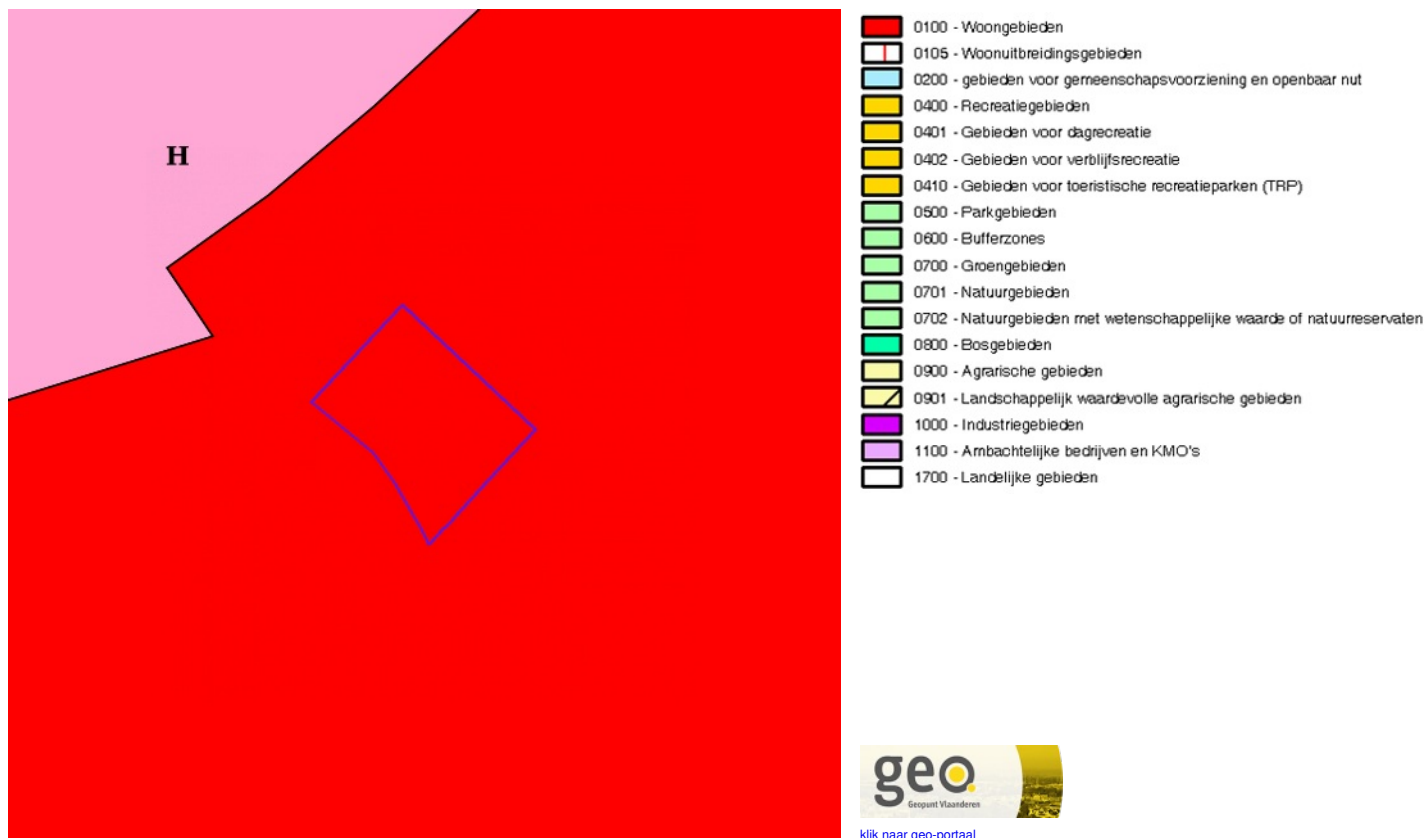 H
0100 - Woongebieden
0105 - Woonuitbreidingsgebieden
0200 - gebieden voor gemeenschapsvoorziening en openbaar nut
0400 - Recreatiegebieden
0401 - Gebieden voor dagrecreatie
0402 - Gebieden voor verblijfsrecreatie
0410 - Gebieden voor toeristische recreatieparken (TRP)
0500 - Parkgebieden
0600 - Bufferzones
0700 - Groengebieden
0701 - Natuurgebieden
0702 - Natuurgebieden met wetenschappelijke waarde of natuurreservaten
0800 - Bosgebieden
0900 - Agrarische gebieden
0901 - Landschappelijk waardevolle agrarische gebieden
1000 - Industriegebieden
1100 - Ambachtelijke bedrijven en KMO's
1700 - Landelijke gebieden
geo.
Geopunt Vlaanderen
klik naar geo-portaal